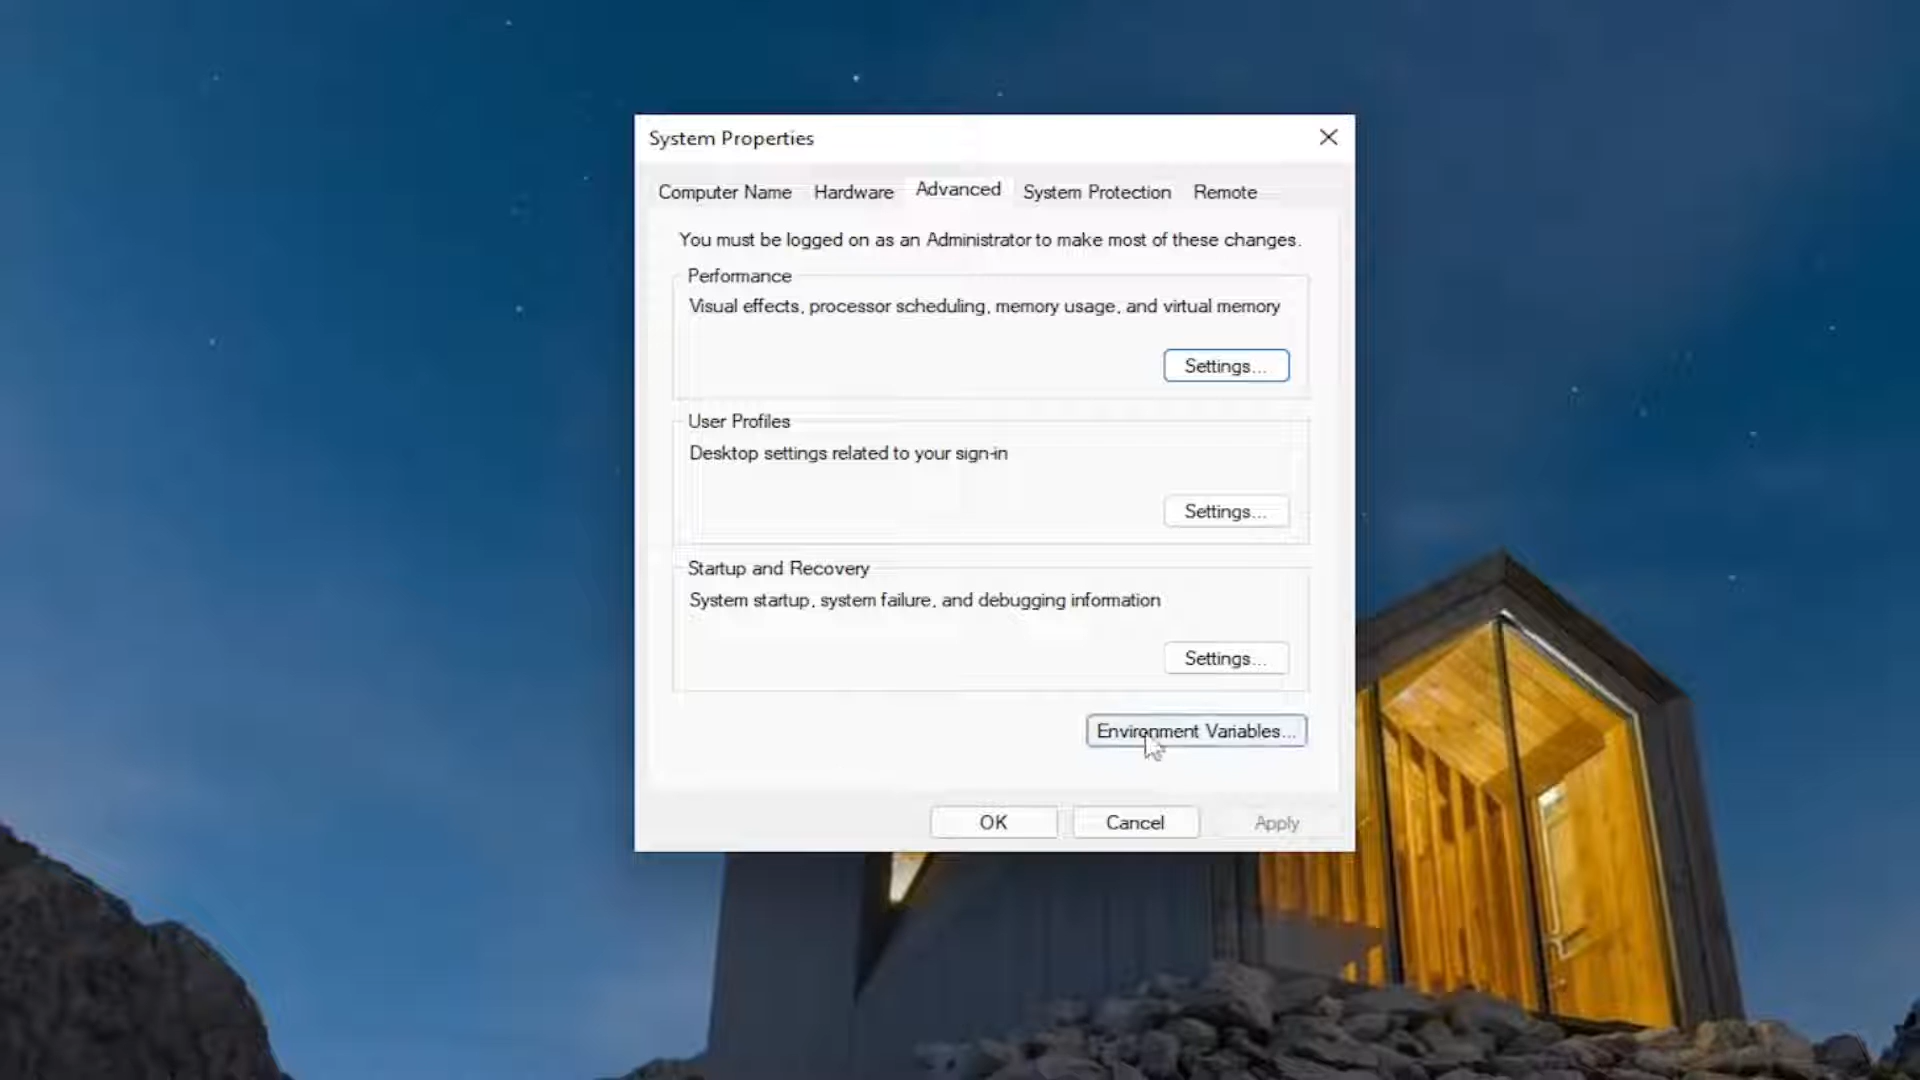 System Properties
Computer Name Hardware Advanced System Protection Remote
You must be logged on as an Administrator to make most of these changes.
Performance
Visual effects, processor scheduling, memory usage, and virtual memory
Settings...
User Profiles
Desktop settings related to your sign-in
Settings...
Startup and Recovery
System startup, system failure, and debugging information
Settings...
Environment Variables...
OK Cancel Apply